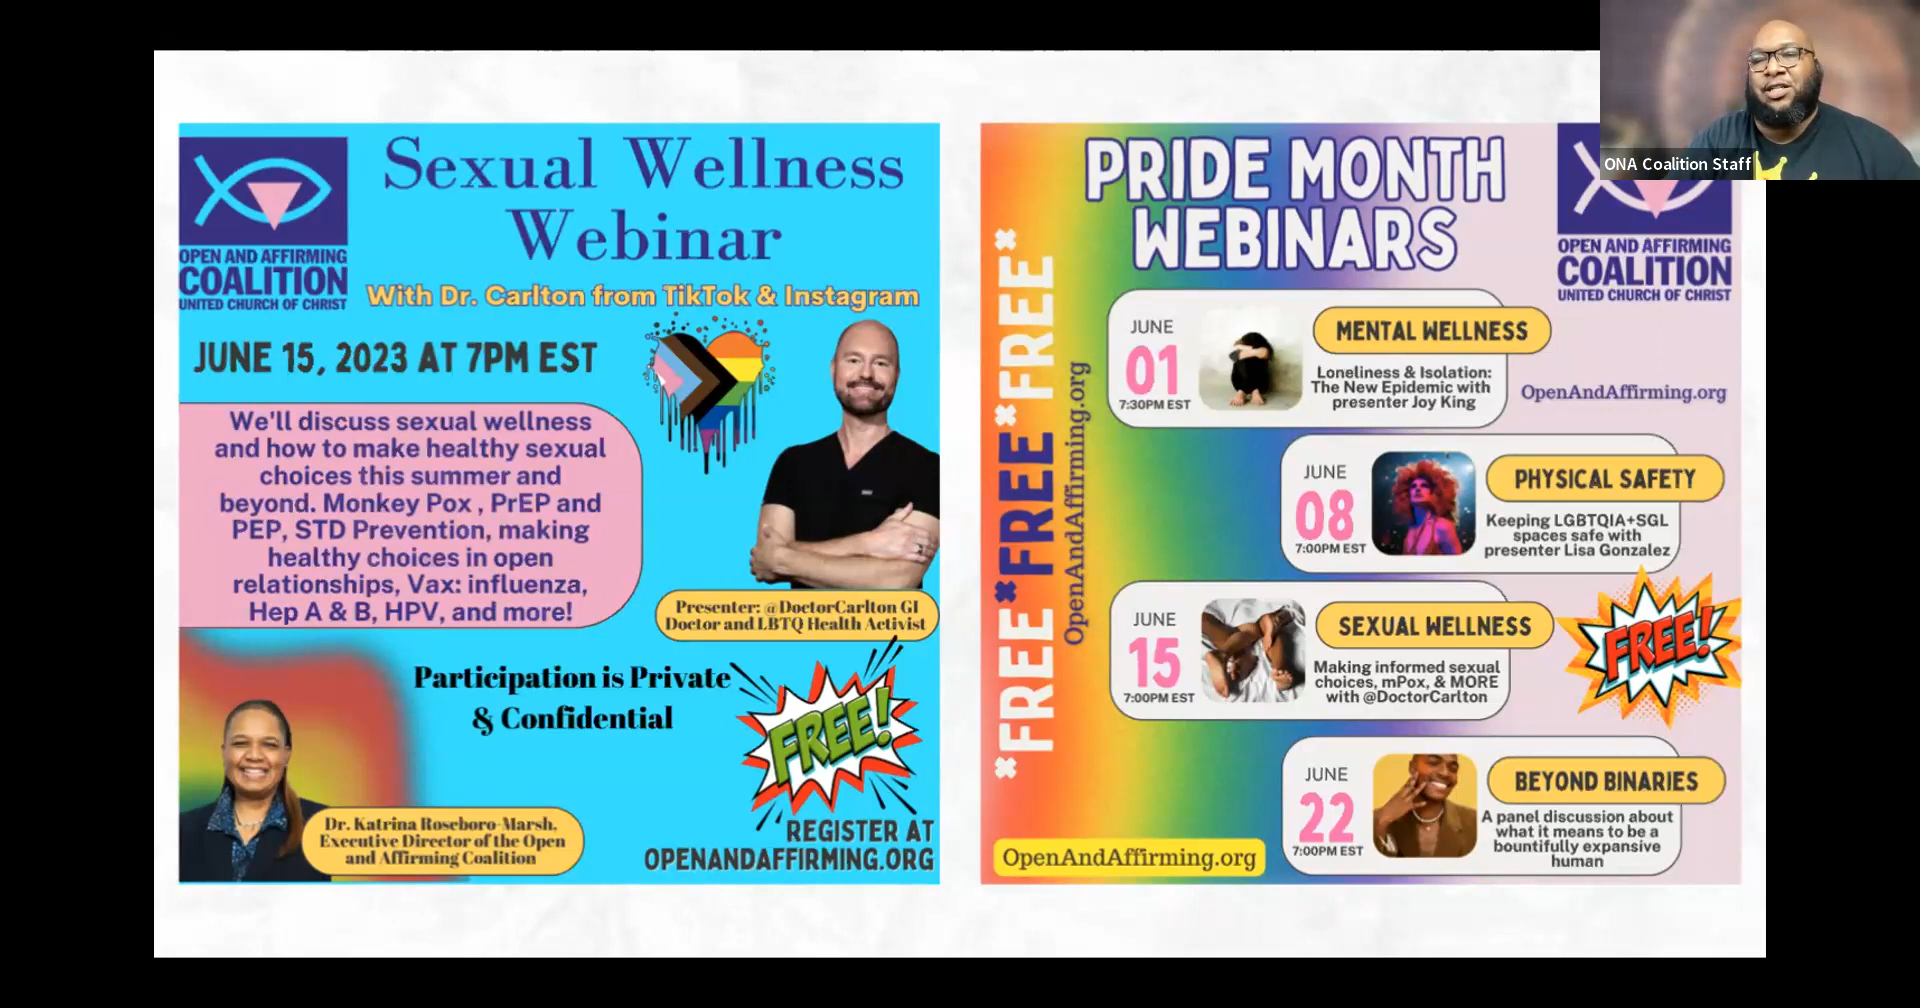 OPEN AND AFFIRMING
COALITION
UNITED CHURCH OF CHRIST
Sexual Wellness
Webinar
With Dr. Carlton from TikTok & Instagram
JUNE 15, 2023 AT 7PM EST
We'll discuss sexual wellness
and how to make healthy sexual
choices this summer and
beyond. Monkey Pox , PrEP and
PEP, STD Prevention, making
healthy choices in open
relationships, Vax: influenza,
Hep A & B, HPV, and more!
Presenter: @DoctorCarlton GI
Doctor and LBTQ Health Activist
Participation is Private
& Confidential
FREE!
Dr. Katrina Roseboro-Marsh,
Executive Director of the Open
and Affirming Coalition
REGISTER AT
OPENANDAFFIRMING.ORG
PRIDE MONTH
WEBINARS
*FREE*FREE*FREE*
OpenAndAffirming.org
OPEN AND AFFIRMING
COALITION
UNITED CHURCH OF CHRIST
JUNE
01
7:30PM EST
MENTAL WELLNESS
Loneliness & Isolation:
The New Epidemic with
presenter Joy King
OpenAndAffirming.org
JUNE
08
7:00PM EST
PHYSICAL SAFETY
Keeping LGBTQIA+SGL
spaces safe with
presenter Lisa Gonzalez
JUNE
15
7:00PM EST
SEXUAL WELLNESS
Making informed sexual
choices, mPox, & MORE
with @DoctorCarlton
FREE!
JUNE
22
7:00PM EST
BEYOND BINARIES
A panel discussion about
what it means to be a
bountifully expansive
human
OpenAndAffirming.org
ONA Coalition Staff